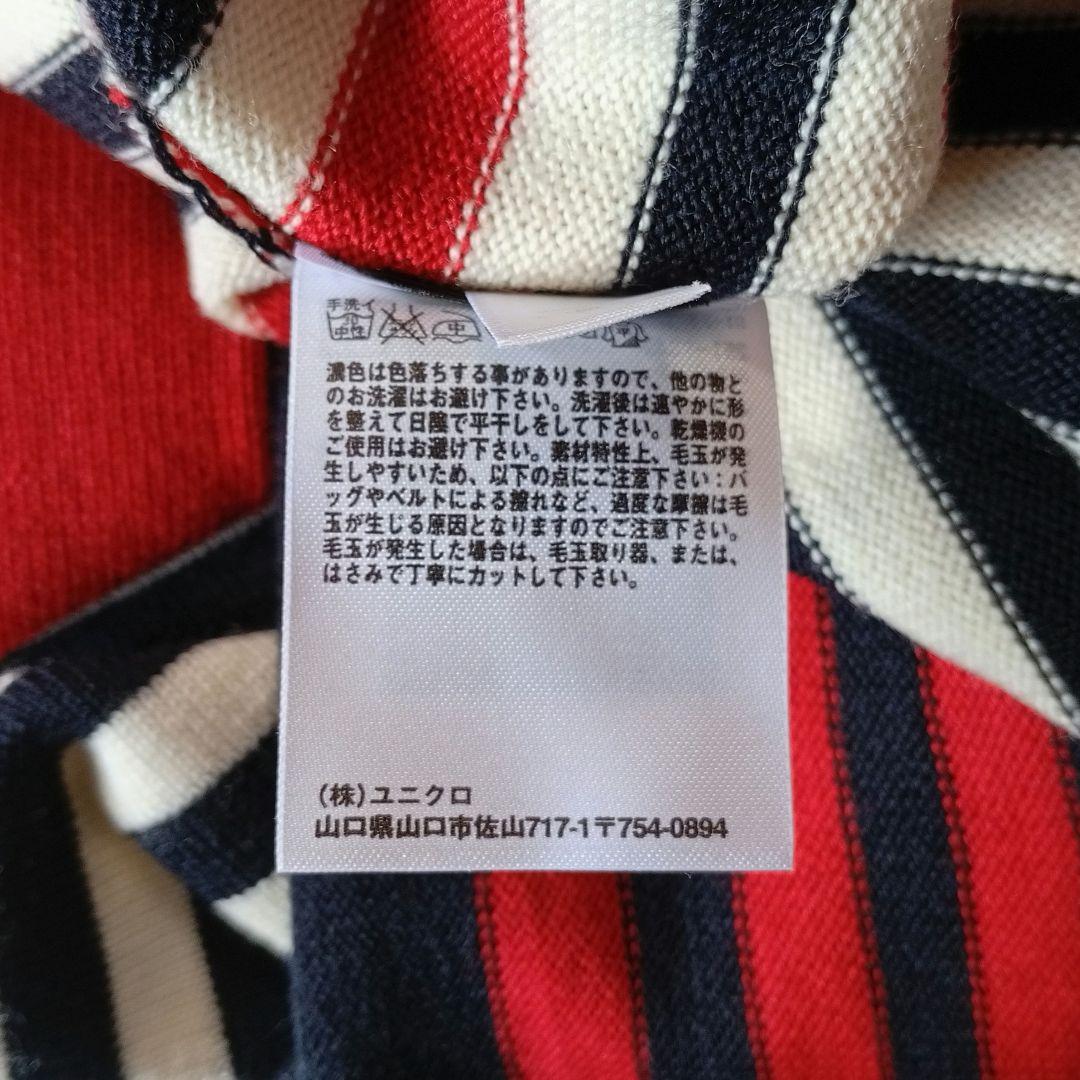 手洗イ
30
中性
中
濃色は色落ちする事がありますので、他の物と
のお洗濯はお避け下さい。洗濯後は速やかに形
を整えて日陰で平干しをして下さい。乾燥機の
ご使用はお避け下さい。素材特性上、毛玉が発
生しやすいため、以下の点にご注意下さい：バ
ッグやベルトによる擦れなど、過度な摩擦は毛
玉が生じる原因となりますのでご注意下さい。
毛玉が発生した場合は、毛玉取り器、または、
はさみで丁寧にカットして下さい。
(株)ユニクロ
山口県山口市佐山717-1〒754-0894